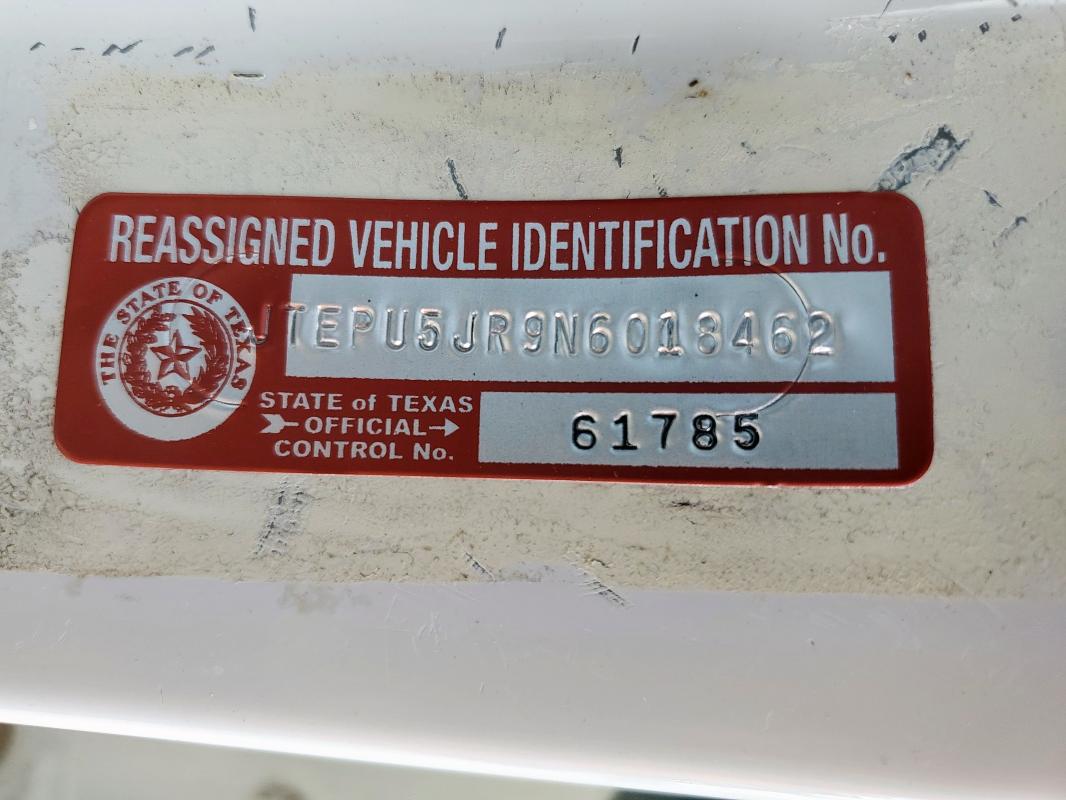 REASSIGNED VEHICLE IDENTIFICATION No.
THE STATE OF TEXAS
JTEPU5JR9N6018462
STATE of TEXAS
OFFICIAL
CONTROL No.
61785